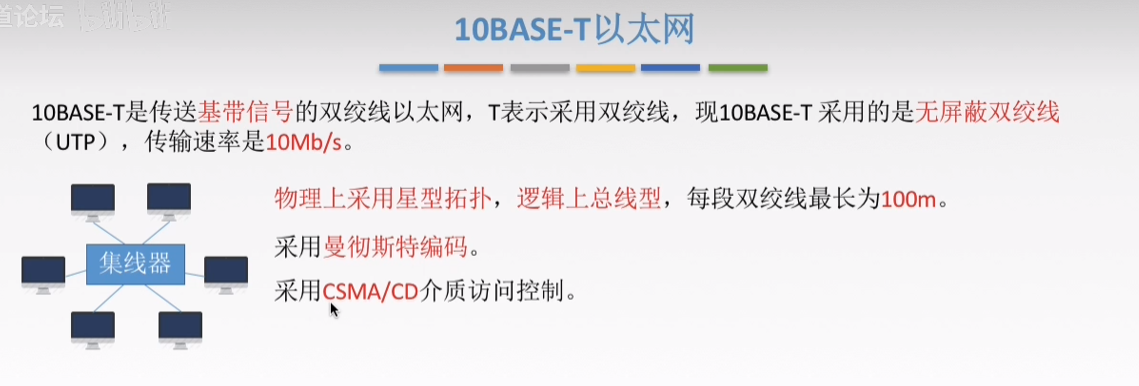 道论坛
10BASE-T以太网
10BASE-T是传送基带信号的双绞线以太网，T表示采用双绞线，现10BASE-T 采用的是无屏蔽双绞线
（UTP），传输速率是10Mb/s。
物理上采用星型拓扑，逻辑上总线型，每段双绞线最长为100m。
采用曼彻斯特编码。
采用CSMA/CD介质访问控制。
集线器